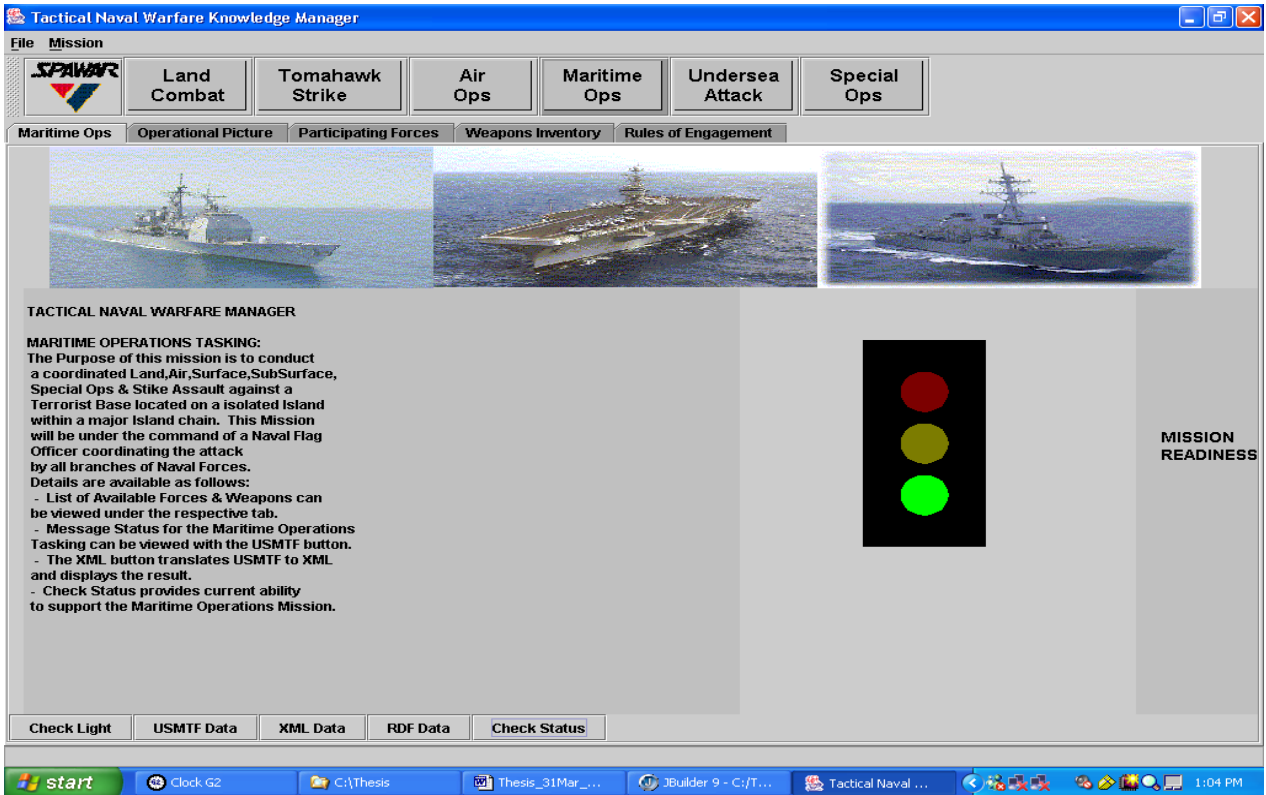 Tactical Naval Warfare Knowledge Manager
File Mission
SPAWAR
Land
Combat
Tomahawk
Strike
Air
Ops
Maritime
Ops
Undersea
Attack
Special
Ops
Maritime Ops Operational Picture Participating Forces Weapons Inventory Rules of Engagement
TACTICAL NAVAL WARFARE MANAGER
MARITIME OPERATIONS TASKING:
The Purpose of this mission is to conduct
a coordinated Land,Air,Surface,SubSurface,
Special Ops & Stike Assault against a
Terrorist Base located on a isolated Island
within a major Island chain. This Mission
will be under the command of a Naval Flag
Officer coordinating the attack
by all branches of Naval Forces.
Details are available as follows:
- List of Available Forces & Weapons can
be viewed under the respective tab.
- Message Status for the Maritime Operations
Tasking can be viewed with the USMTF button.
- The XML button translates USMTF to XML
and displays the result.
- Check Status provides current ability
to support the Maritime Operations Mission.
MISSION
READINESS
Check Light USMTF Data XML Data RDF Data Check Status
start Clock G2 C:\Thesis Thesis_31Mar_... JBuilder 9 - C:/T... Tactical Naval ... 1:04 PM